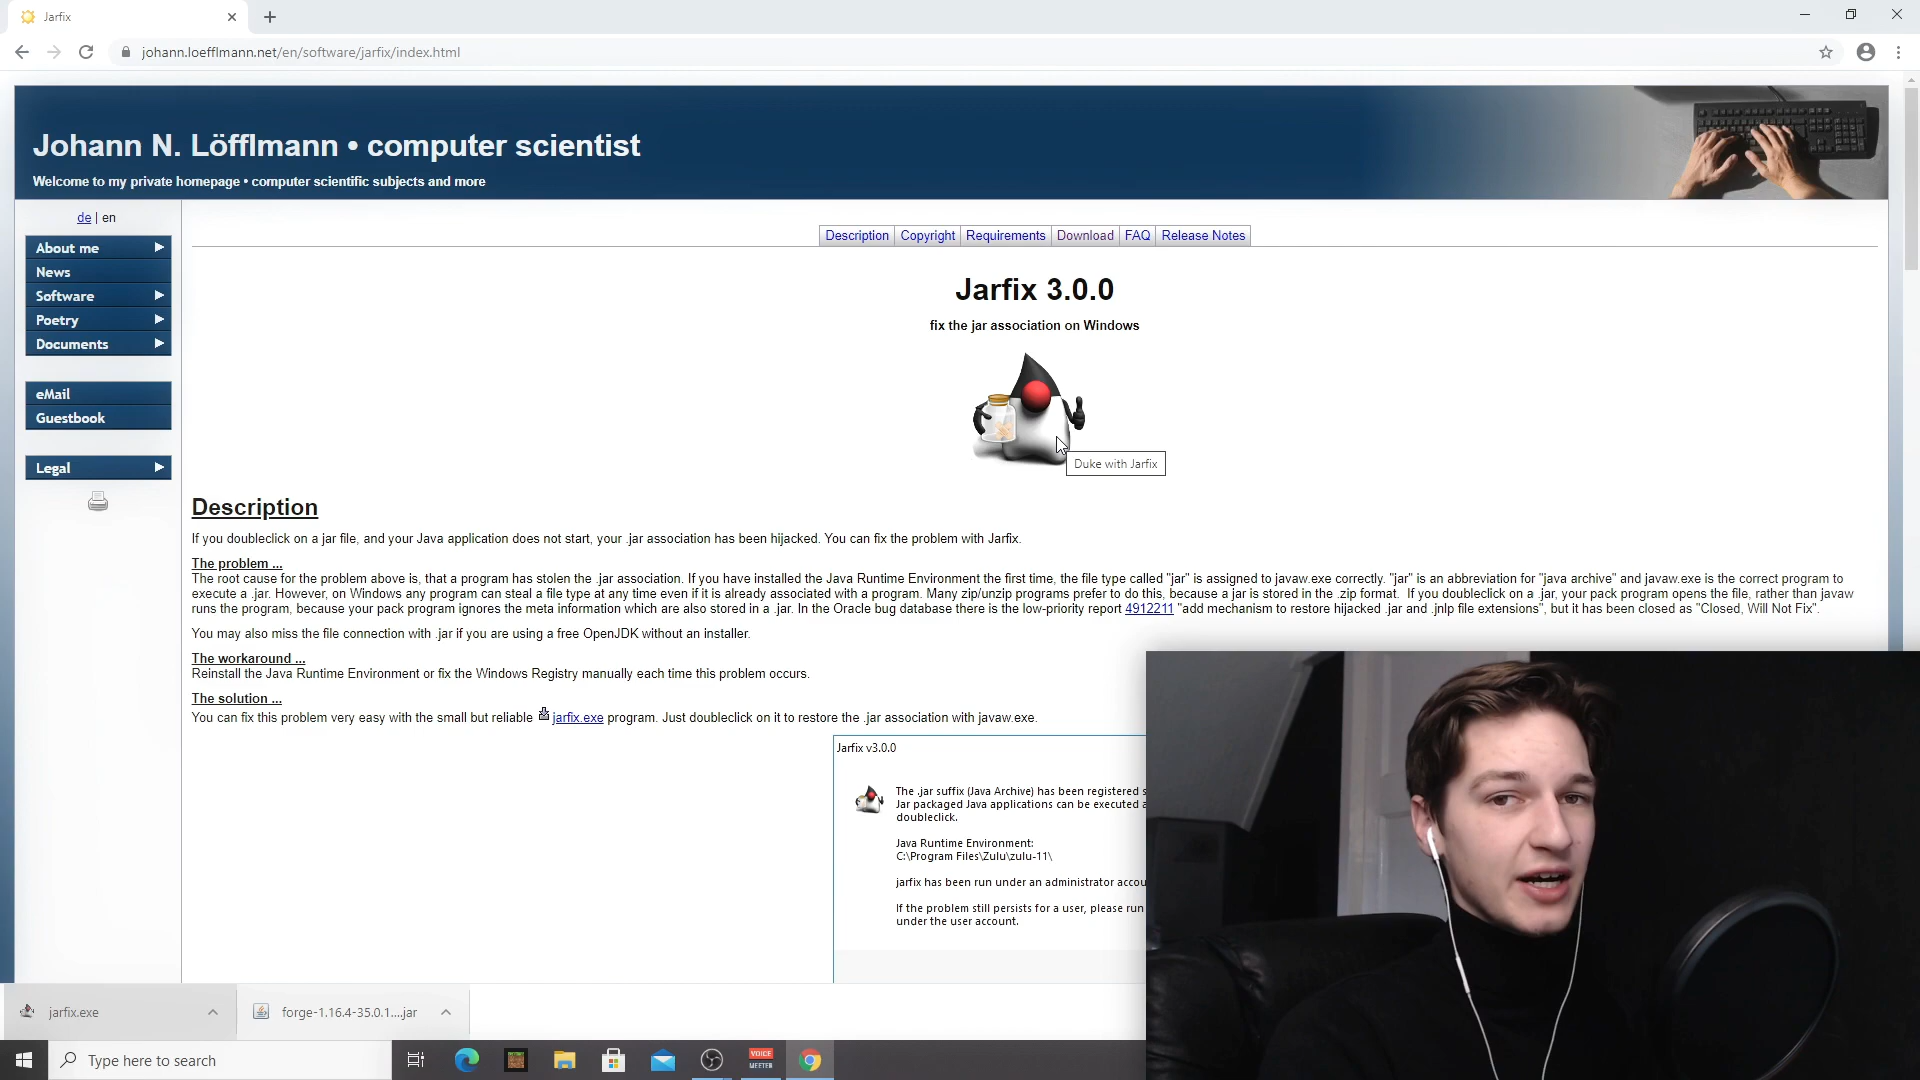 Jarfix
johann.loefflmann.net/en/software/jarfix/index.html
Johann N. Löfflmann • computer scientist
Welcome to my private homepage • computer scientific subjects and more
de | en
About me
News
Software
Poetry
Documents
eMail
Guestbook
Legal
Description Copyright Requirements Download FAQ Release Notes
Jarfix 3.0.0
fix the jar association on Windows
Duke with Jarfix
Description
If you doubleclick on a jar file, and your Java application does not start, your .jar association has been hijacked. You can fix the problem with Jarfix.
The problem ...
The root cause for the problem above is, that a program has stolen the .jar association. If you have installed the Java Runtime Environment the first time, the file type called "jar" is assigned to javaw.exe correctly. "jar" is an abbreviation for "java archive" and javaw.exe is the correct program to
execute a .jar. However, on Windows any program can steal a file type at any time even if it is already associated with a program. Many zip/unzip programs prefer to do this, because a jar is stored in the .zip format. If you doubleclick on a .jar, your pack program opens the file, rather than javaw
runs the program, because your pack program ignores the meta information which are also stored in a .jar. In the Oracle bug database there is the low-priority report 4912211 "add mechanism to restore hijacked .jar and .jnlp file extensions", but it has been closed as "Closed, Will Not Fix".
You may also miss the file connection with .jar if you are using a free OpenJDK without an installer.
The workaround ...
Reinstall the Java Runtime Environment or fix the Windows Registry manually each time this problem occurs.
The solution ...
You can fix this problem very easy with the small but reliable jarfix.exe program. Just doubleclick on it to restore the .jar association with javaw.exe.
Jarfix v3.0.0
The .jar suffix (Java Archive) has been registered s
Jar packaged Java applications can be executed a
doubleclick.
Java Runtime Environment:
C:\Program Files\Zulu\zulu-11\
jarfix has been run under an administrator accou
If the problem still persists for a user, please run
under the user account.
jarfix.exe
forge-1.16.4-35.0.1....jar
Type here to search
VOICE
MEETER